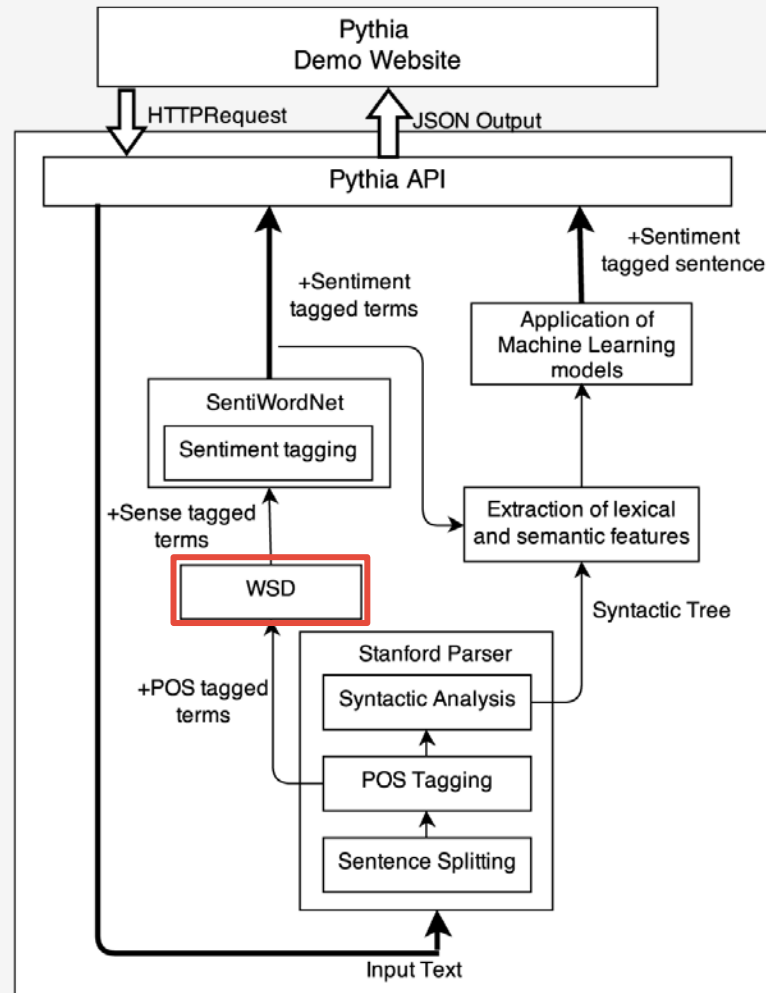 Pythia
Demo Website
HTTPRequest
JSON Output
Pythia API
+Sentiment
tagged sentence
+Sentiment
tagged terms
Application of
Machine Learning
models
SentiWordNet
Sentiment tagging
+Sense tagged
terms
Extraction of lexical
and semantic features
WSD
Syntactic Tree
Stanford Parser
+POS tagged
terms
Syntactic Analysis
POS Tagging
Sentence Splitting
Input Text